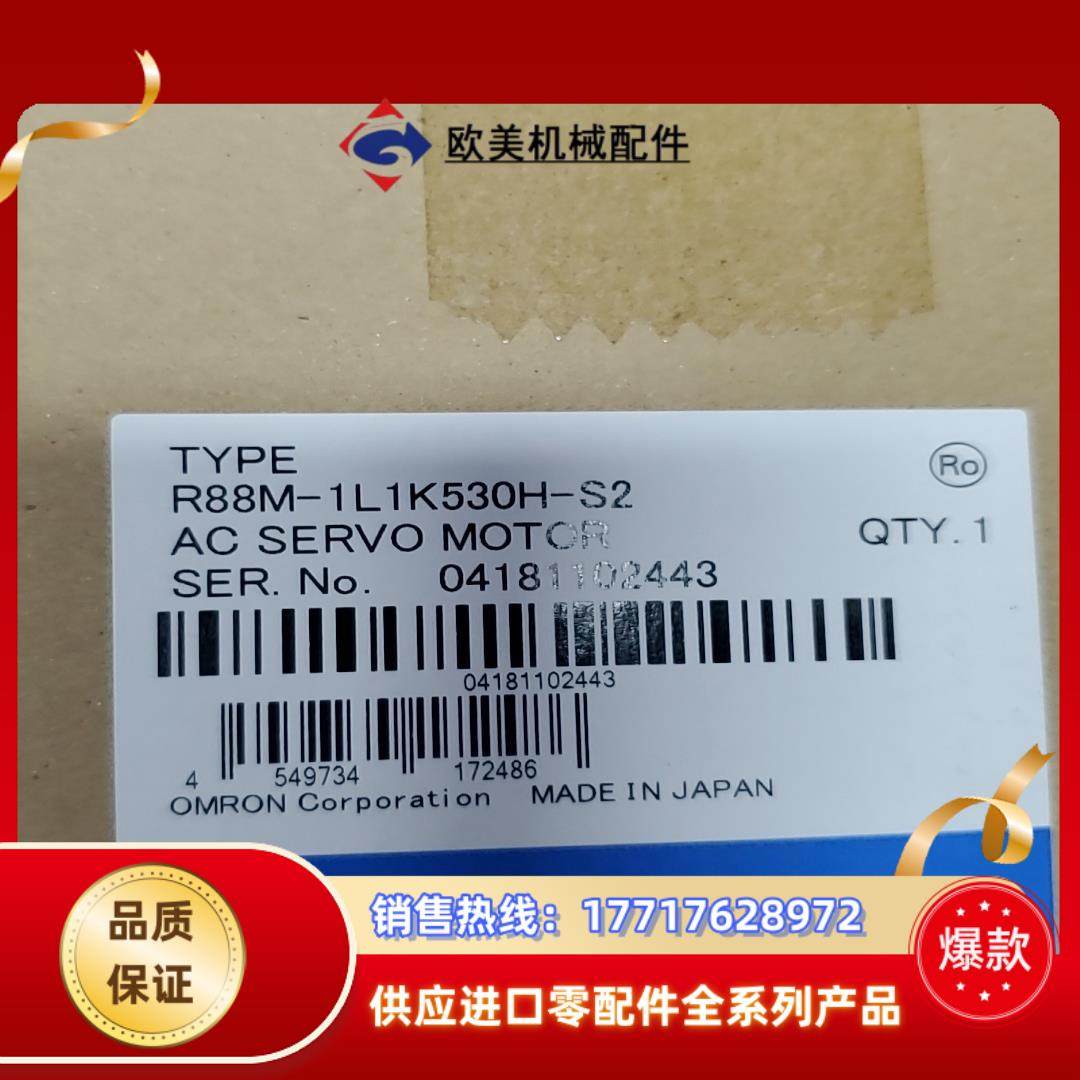 欧美机械配件
TYPE
R88M-1L1K530H-S2
Ro
AC SERVO MOTOR
QTY. 1
SER. No. 04181102443
04181102443
4 549734 172486
OMRON Corporation MADE IN JAPAN
品质
保证
销售热线：17717628972
爆款
供应进口零配件全系列产品